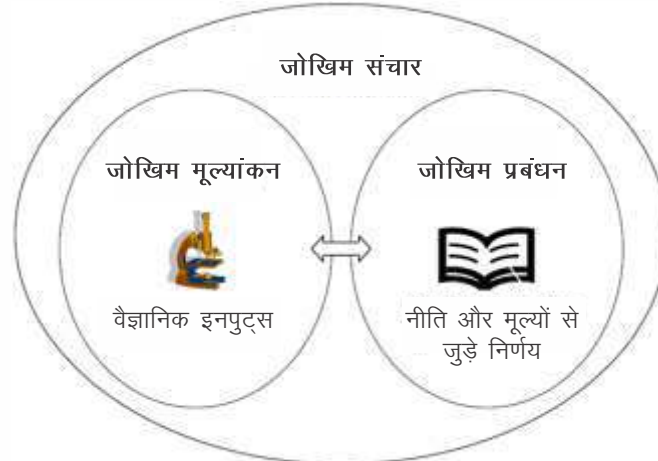 जोखिम संचार
जोखिम मूल्यांकन
वैज्ञानिक इनपुट्स
जोखिम प्रबंधन
नीति और मूल्यों से
जुड़े निर्णय